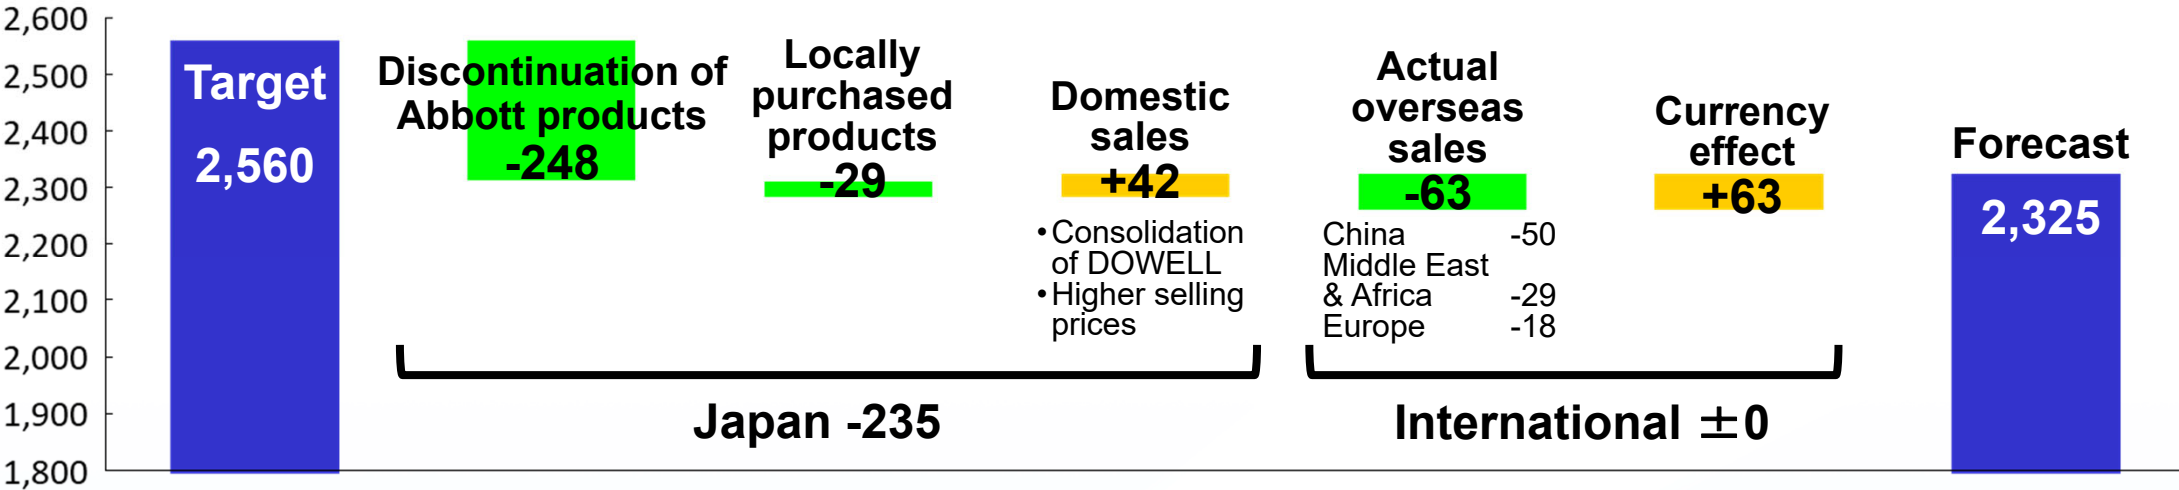 2,600
2,500
2,400
2,300
2,200
2,100
2,000
1,900
1,800
Target
2,560
Discontinuation of
Abbott products
-248
Locally
purchased
products
-29
Domestic
sales
+42
•Consolidation
of DOWELL
•Higher selling
prices
Actual
overseas
sales
-63
China -50
Middle East
& Africa -29
Europe -18
Currency
effect
+63
Forecast
2,325
Japan -235
International ±0